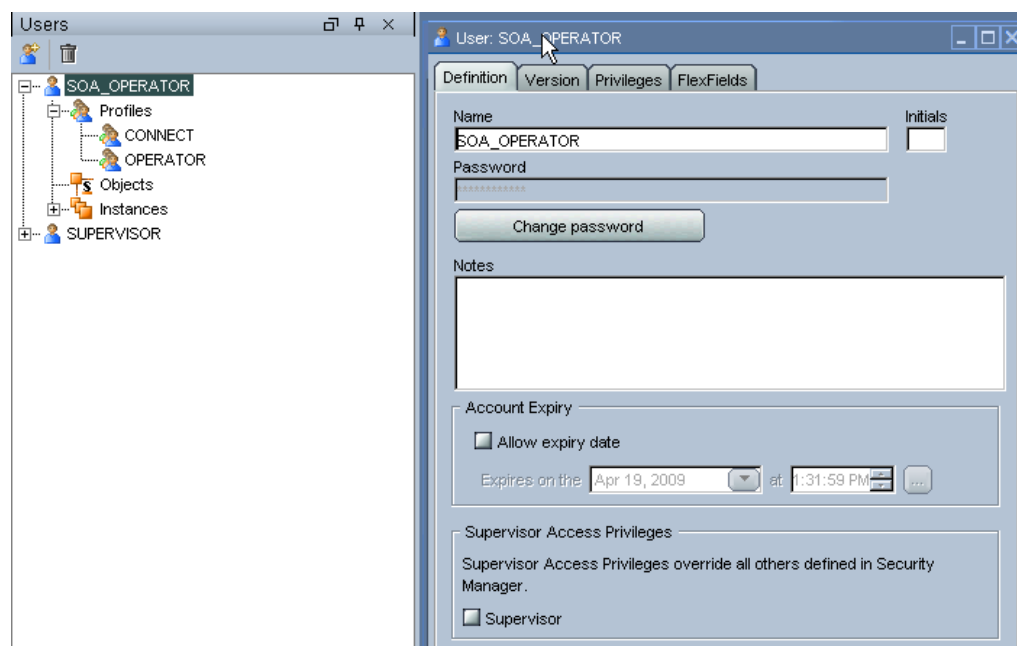 Users
SOA_OPERATOR
Profiles
CONNECT
OPERATOR
Objects
Instances
SUPERVISOR
User: SOA_OPERATOR
Definition Version Privileges FlexFields
Name Initials
SOA_OPERATOR
Password
************
Change password
Notes
Account Expiry
Allow expiry date
Expires on the Apr 19, 2009 at 1:31:59 PM ...
Supervisor Access Privileges
Supervisor Access Privileges override all others defined in Security
Manager.
Supervisor